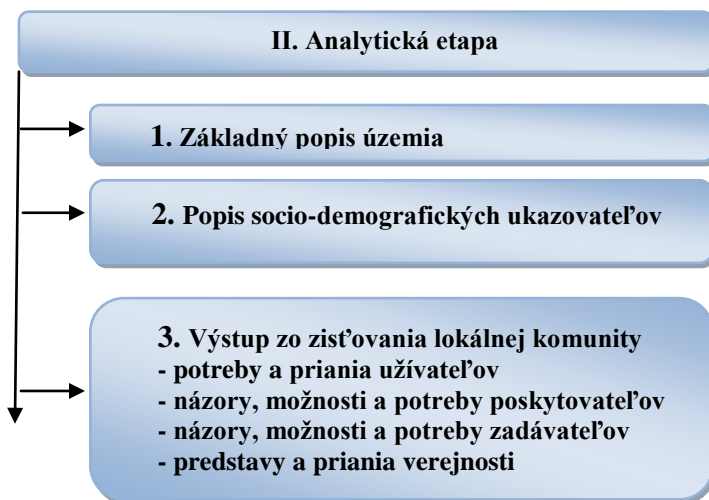 II. Analytická etapa
1. Základný popis územia
2. Popis socio-demografických ukazovateľov
3. Výstup zo zisťovania lokálnej komunity
- potreby a priania užívateľov
- názory, možnosti a potreby poskytovateľov
- názory, možnosti a potreby zadávateľov
- predstavy a priania verejnosti